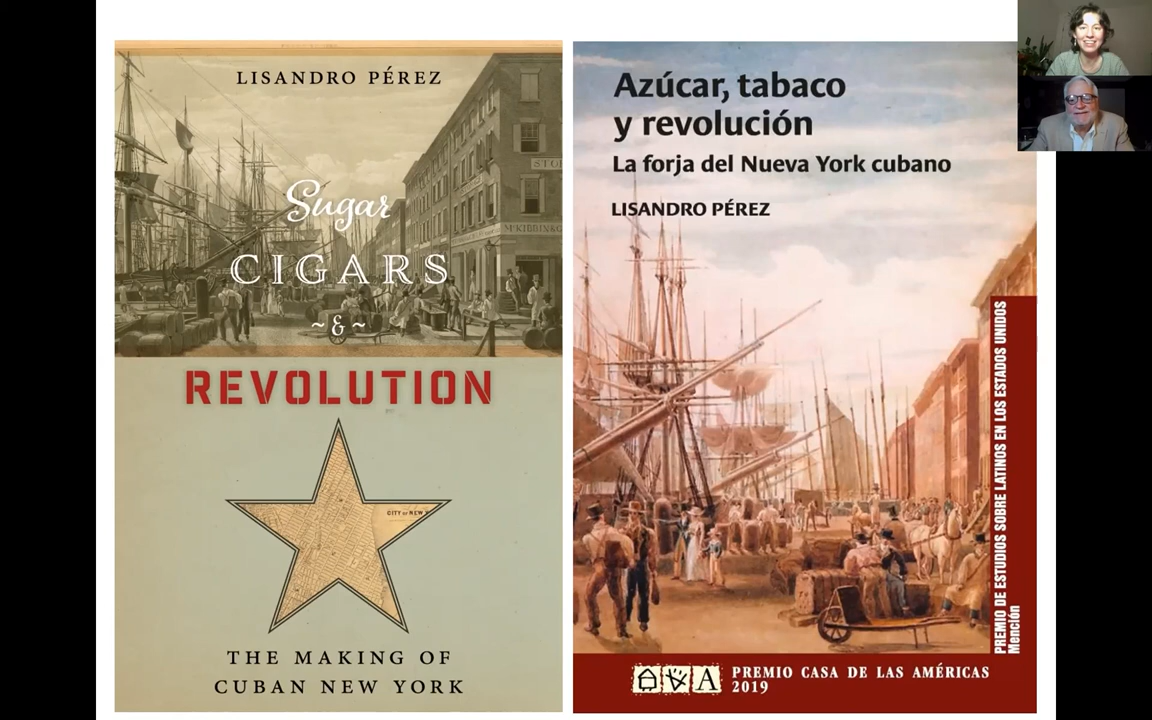 LISANDRO PÉREZ
STO
McKIBBIN&C
Sugar
CIGARS
~&~
REVOLUTION
CITY OF NEW Y
THE MAKING OF
CUBAN NEW YORK
Azúcar, tabaco
y revolución
La forja del Nueva York cubano
LISANDRO PÉREZ
PREMIO DE ESTUDIOS SOBRE LATINOS EN LOS ESTADOS UNIDOS
Mención
PREMIO CASA DE LAS AMÉRICAS
2019